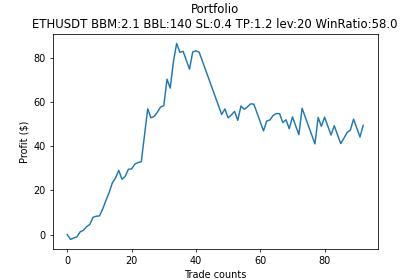 Portfolio
ETHUSDT BBM:2.1 BBL:140 SL:0.4 TP:1.2 lev:20 WinRatio:58.0
80
60
40
20
0
Profit ($)
0 20 40 60 80
Trade counts